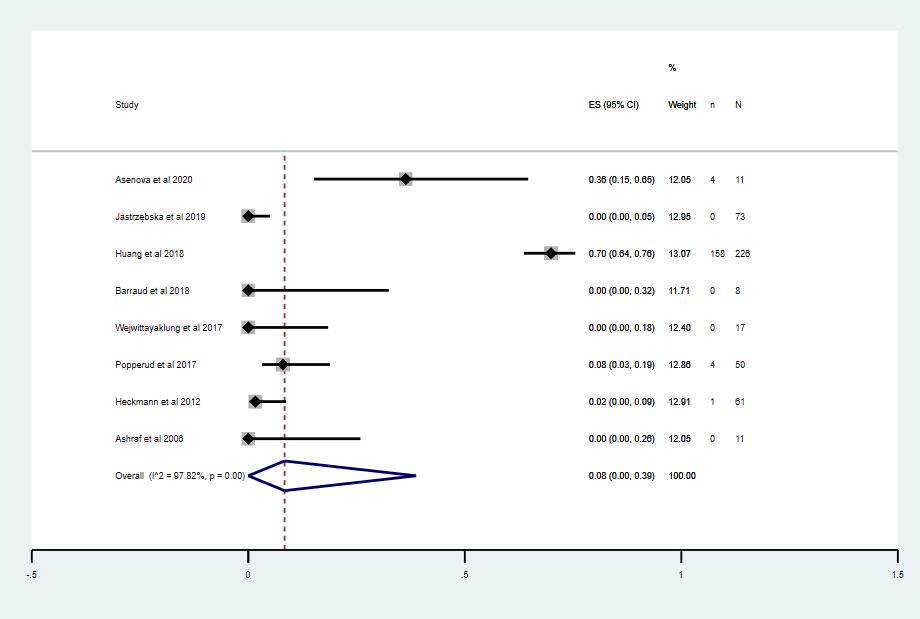 %
Study ES (95% CI) Weight n N
Asenova et al 2020 0.36 (0.15, 0.65) 12.05 4 11
Jastrzębska et al 2019 0.00 (0.00, 0.05) 12.95 0 73
Huang et al 2018 0.70 (0.64, 0.76) 13.07 158 226
Barraud et al 2018 0.00 (0.00, 0.32) 11.71 0 8
Wejwittayaklung et al 2017 0.00 (0.00, 0.18) 12.40 0 17
Popperud et al 2017 0.08 (0.03, 0.19) 12.86 4 50
Heckmann et al 2012 0.02 (0.00, 0.09) 12.91 1 61
Ashraf et al 2006 0.00 (0.00, 0.26) 12.05 0 11
Overall (I^2 = 97.82%, p = 0.00) 0.08 (0.00, 0.39) 100.00
-.5 0 .5 1 1.5